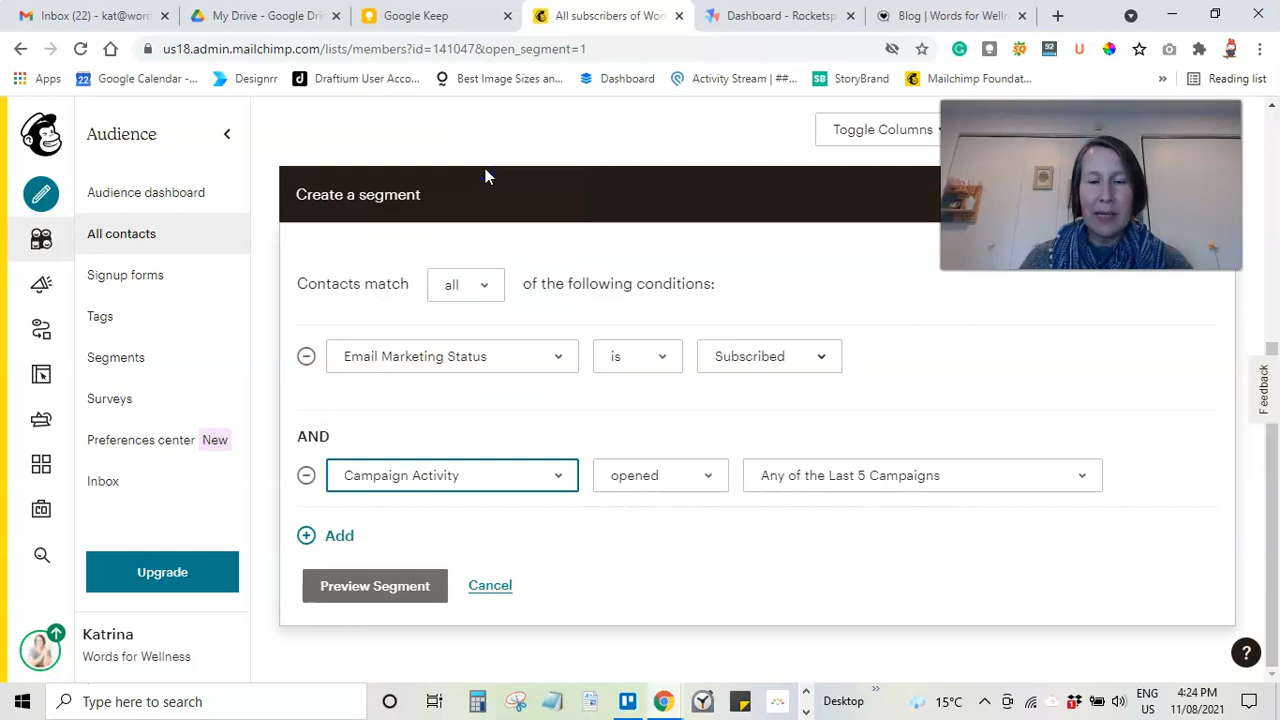 Inbox (22) - kat@word
My Drive - Google Dri
Google Keep
All subscribers of Wor
Dashboard - Rocketsp
Blog | Words for Welln
us18.admin.mailchimp.com/lists/members?id=141047&open_segment=1
92
Apps
22
Google Calendar -...
Designrr
Draftium User Acco...
Best Image Sizes an...
Dashboard
Activity Stream | ##...
SB
StoryBrand
Mailchimp Foundat...
»
Reading list
Audience
Toggle Columns
Audience dashboard
Create a segment
All contacts
Signup forms
Contacts match
all
of the following conditions:
Tags
Segments
Email Marketing Status
is
Subscribed
Surveys
Feedback
Preferences center
New
AND
Inbox
Campaign Activity
opened
Any of the Last 5 Campaigns
Add
Upgrade
Preview Segment
Cancel
Katrina
Words for Wellness
?
Type here to search
Desktop
»
15°C
ENG
US
4:24 PM
11/08/2021